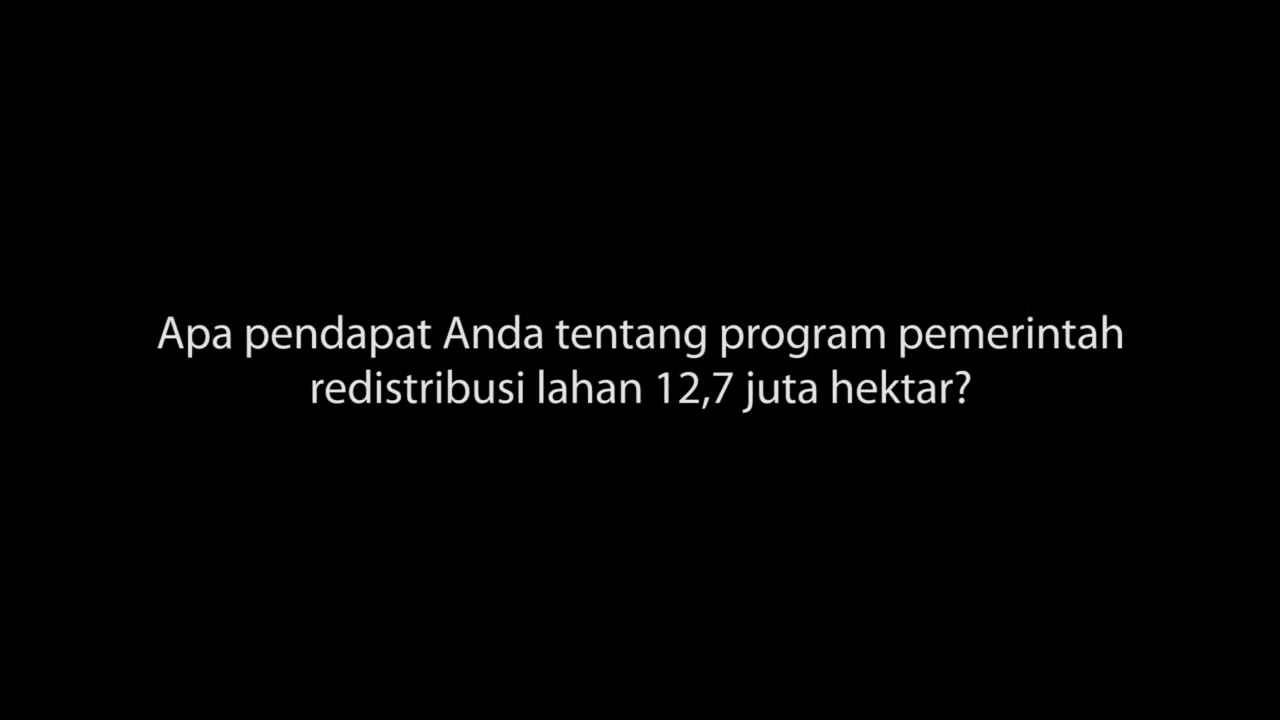 Apa pendapat Anda tentang program pemerintah
redistribusi lahan 12,7 juta hektar?